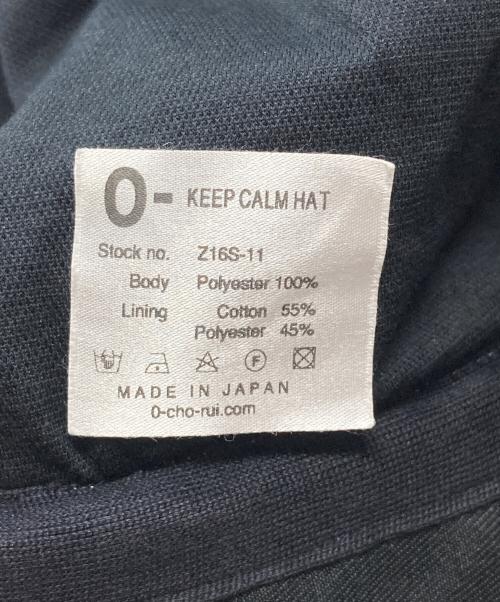 O- KEEP CALM HAT
Stock no. Z16S-11
Body Polyester 100%
Lining Cotton 55%
Polyester 45%
F
MADE IN JAPAN
0-cho-rui.com